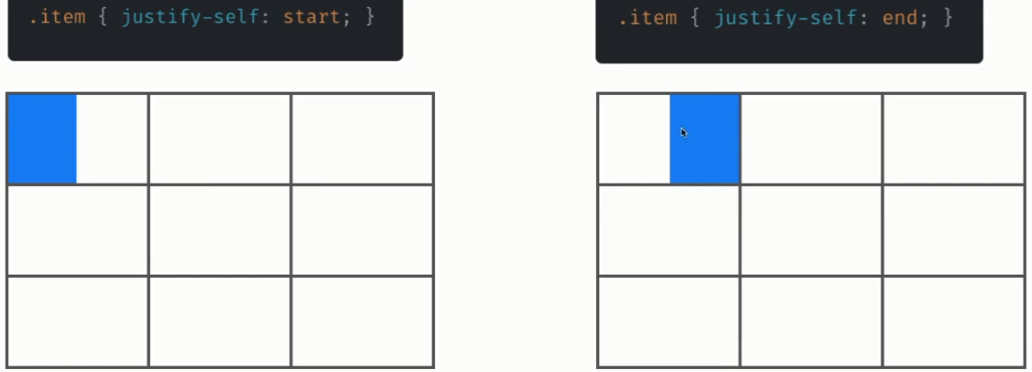 .item { justify-self: start; }
.item { justify-self: end; }